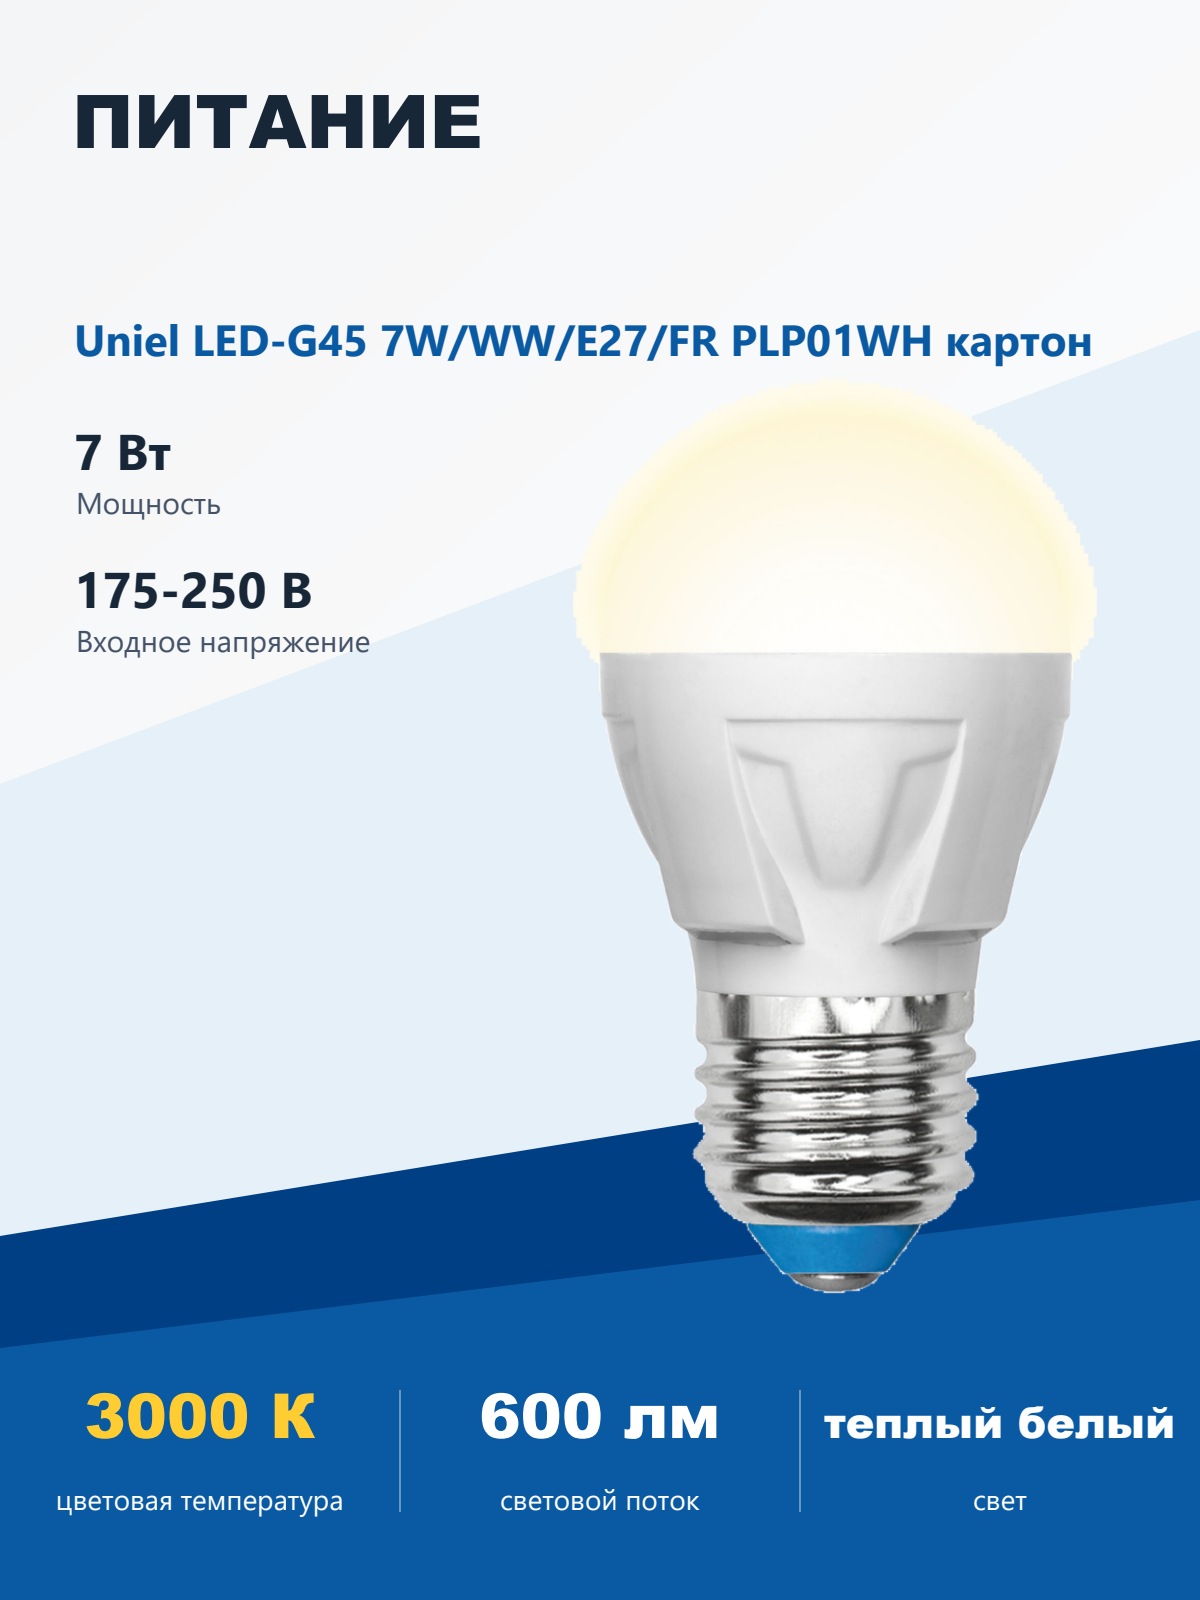 ПИТАНИЕ
Uniel LED-G45 7W/WW/E27/FR PLP01WH картон
7 Вт
Мощность
175-250 В
Входное напряжение
3000 К
цветовая температура
600 лм
световой поток
теплый белый
свет